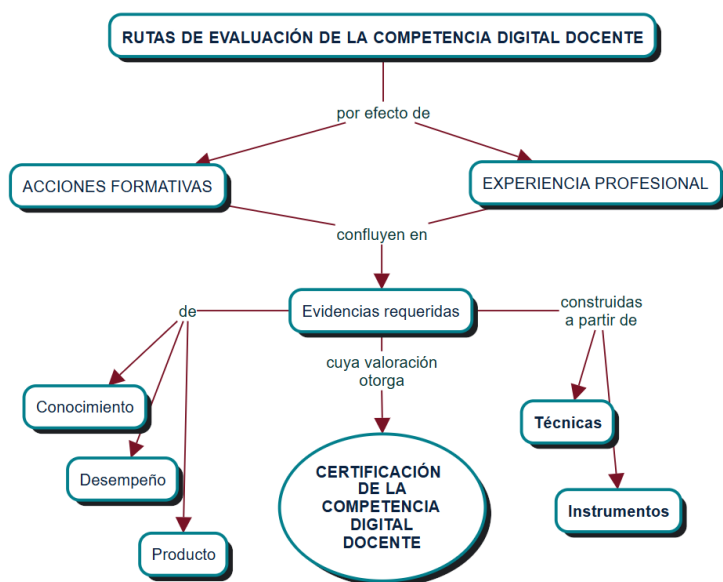 RUTAS DE EVALUACIÓN DE LA COMPETENCIA DIGITAL DOCENTE
por efecto de
ACCIONES FORMATIVAS
EXPERIENCIA PROFESIONAL
confluyen en
de
Evidencias requeridas
construidas
a partir de
cuya valoración
otorga
Conocimiento
Técnicas
Desempeño
CERTIFICACIÓN
DE LA
COMPETENCIA
DIGITAL
DOCENTE
Instrumentos
Producto